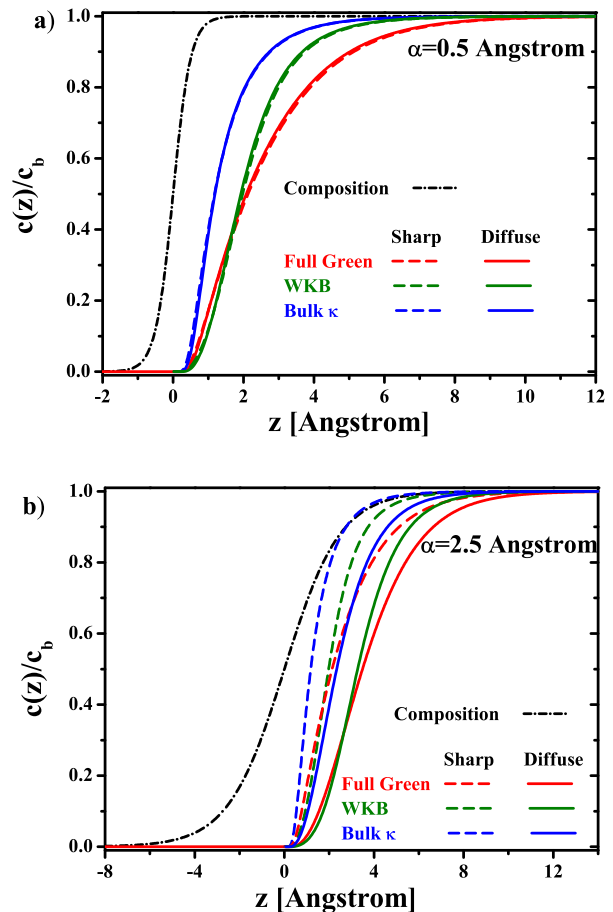 a)
α=0.5 Angstrom
1.0
0.8
0.6
0.4
0.2
0.0
c(z)/c_b
Composition
Sharp Diffuse
Full Green
WKB
Bulk κ
-2 0 2 4 6 8 10 12
z [Angstrom]
b)
α=2.5 Angstrom
1.0
0.8
0.6
0.4
0.2
0.0
c(z)/c_b
Composition
Sharp Diffuse
Full Green
WKB
Bulk κ
-8 -4 0 4 8 12
z [Angstrom]